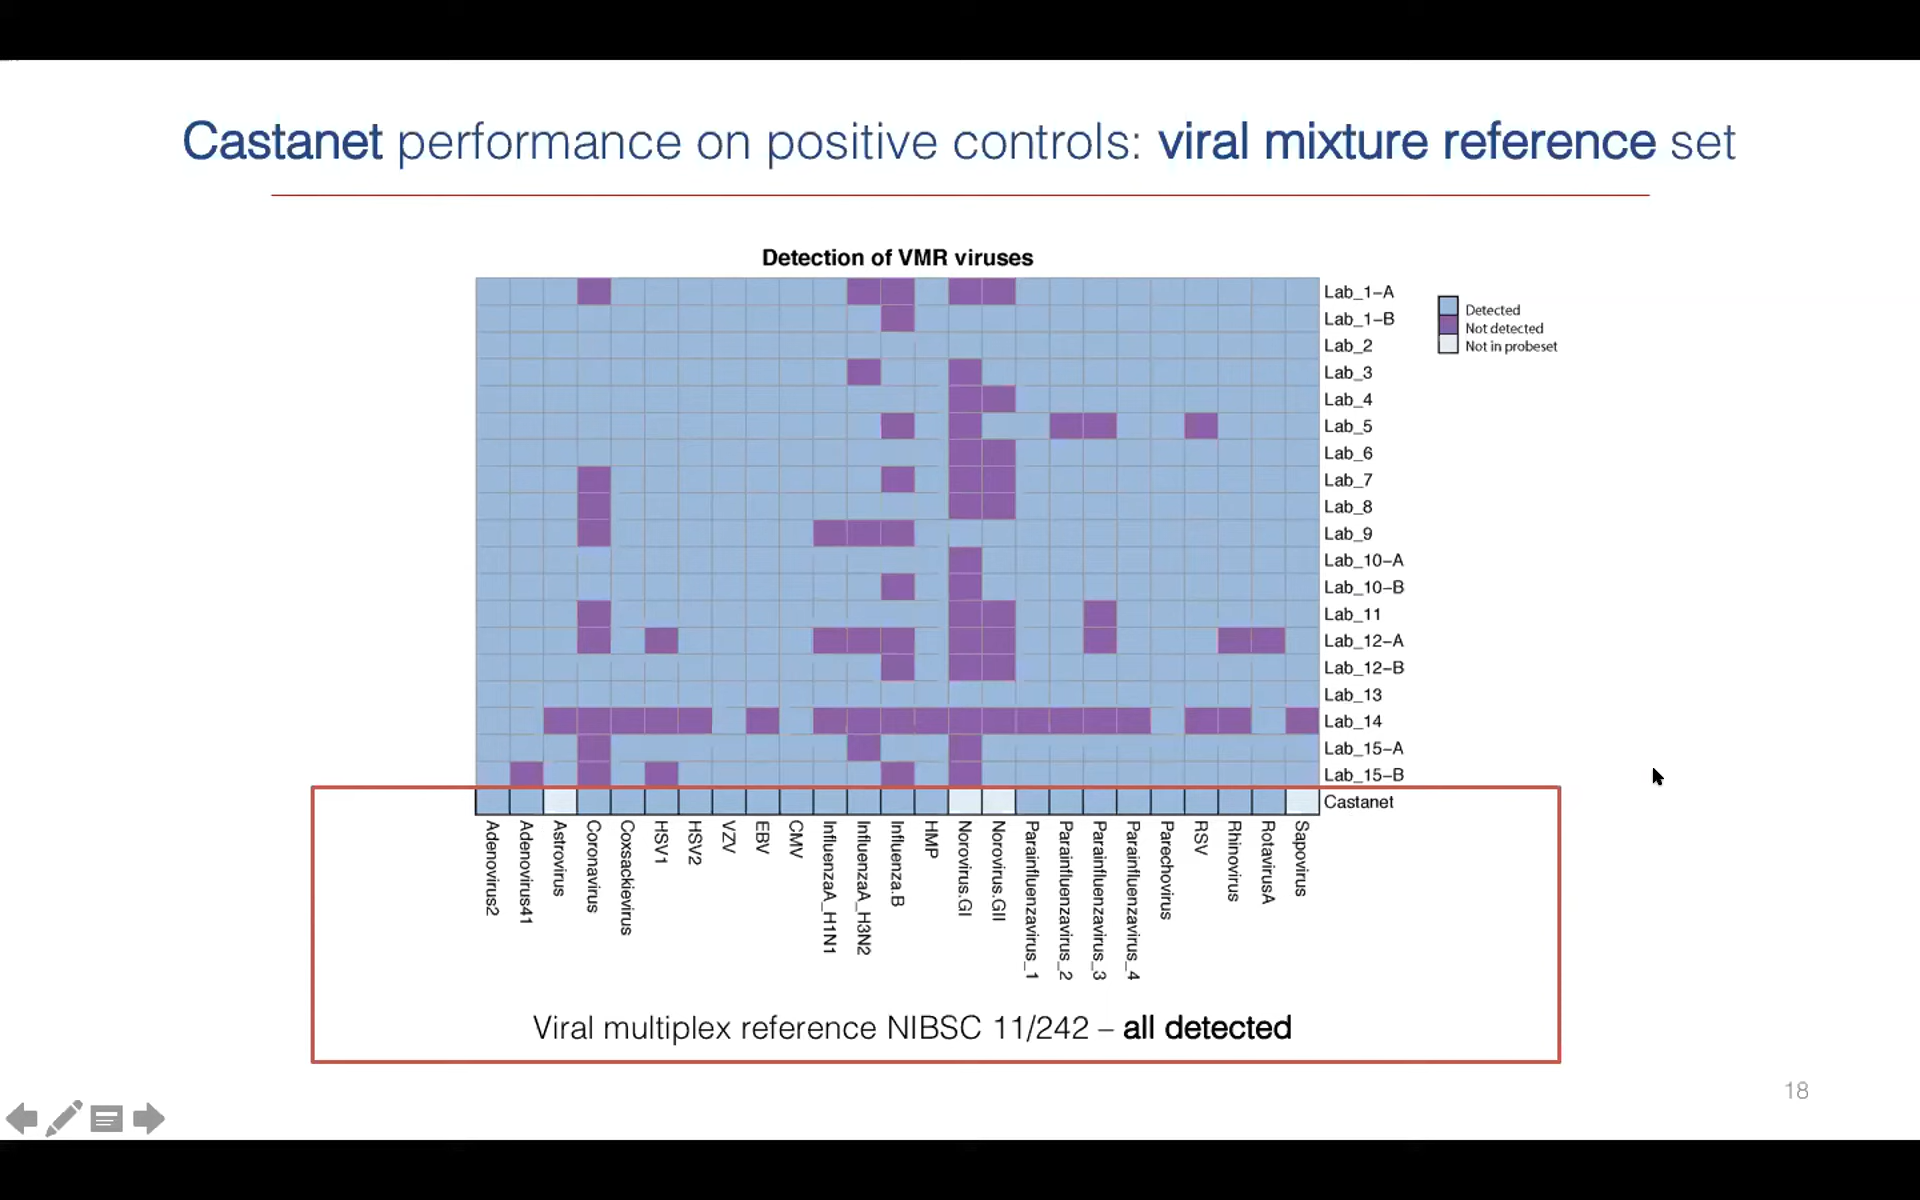 Castanet performance on positive controls: viral mixture reference set
Detection of VMR viruses
Lab_1-A
Lab_1-B
Lab_2
Lab_3
Lab_4
Lab_5
Lab_6
Lab_7
Lab_8
Lab_9
Lab_10-A
Lab_10-B
Lab_11
Lab_12-A
Lab_12-B
Lab_13
Lab_14
Lab_15-A
Lab_15-B
Castanet
Detected
Not detected
Not in probeset
Adenovirus2
Adenovirus41
Astrovirus
Coronavirus
Coxsackievirus
HSV1
HSV2
VZV
EBV
CMV
InfluenzaA_H1N1
InfluenzaA_H3N2
Influenza.B
HMP
Norovirus.GI
Norovirus.GII
Parainfluenzavirus_1
Parainfluenzavirus_2
Parainfluenzavirus_3
Parainfluenzavirus_4
Parechovirus
RSV
Rhinovirus
RotavirusA
Sapovirus
Viral multiplex reference NIBSC 11/242 – all detected
18